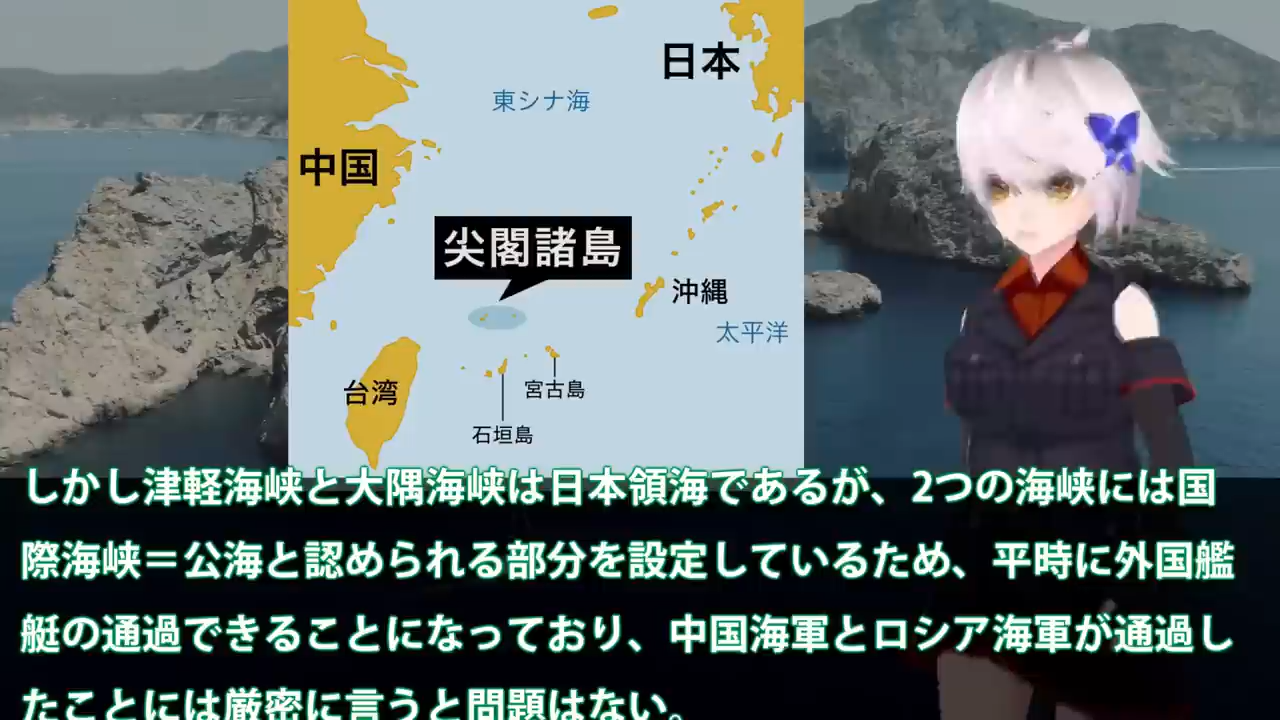 日本
東シナ海
中国
尖閣諸島
沖縄
太平洋
台湾
宮古島
石垣島
しかし津軽海峡と大隅海峡は日本領海であるが、2つの海峡には国
際海峡＝公海と認められる部分を設定しているため、平時に外国艦
艇の通過できることになっており、中国海軍とロシア海軍が通過し
たことには厳密に言うと問題はない。